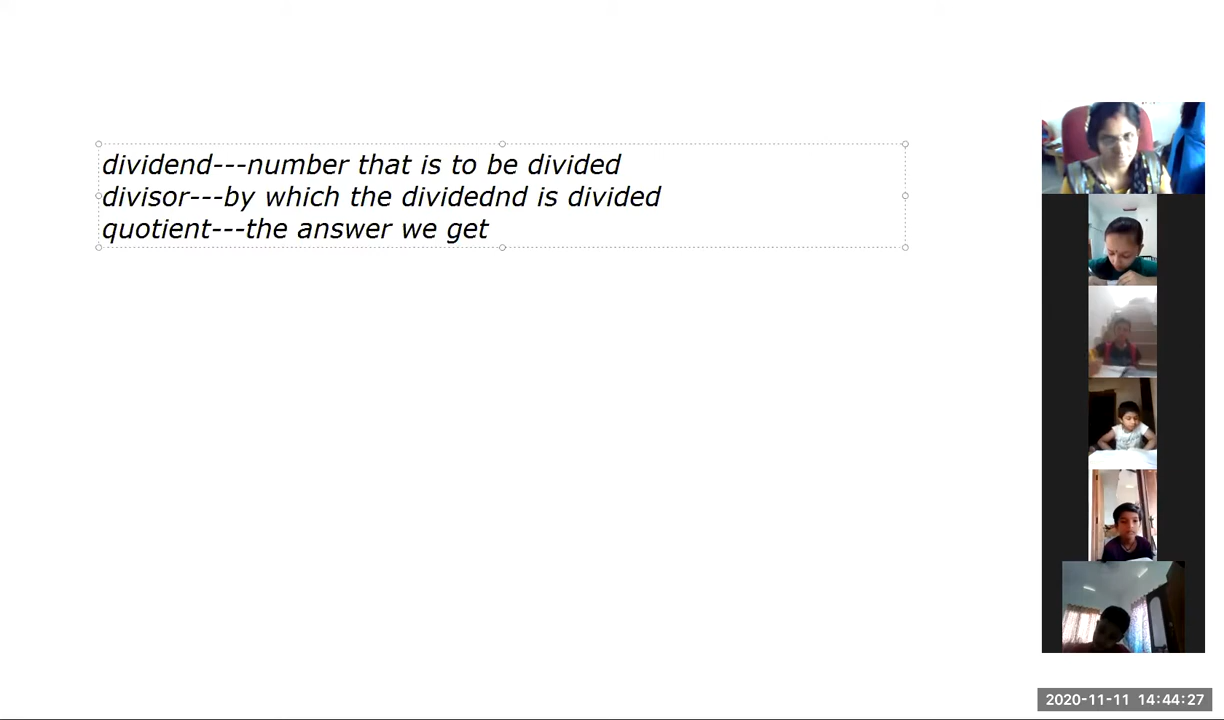 dividend---number that is to be divided
divisor---by which the dividednd is divided
quotient---the answer we get
2020-11-11 14:44:27